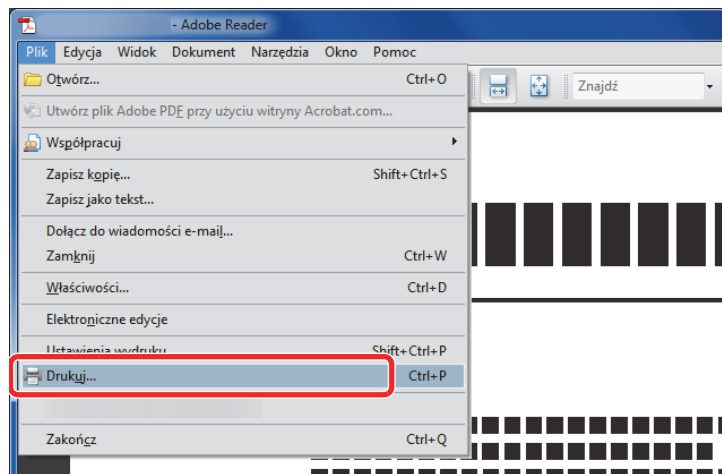 - Adobe Reader
Plik Edycja Widok Dokument Narzędzia Okno Pomoc
Otwórz... Ctrl+O
Znajdź
Utwórz plik Adobe PDF przy użyciu witryny Acrobat.com...
Współpracuj
Zapisz kopię... Shift+Ctrl+S
Zapisz jako tekst...
Dołącz do wiadomości e-mail...
Zamknij Ctrl+W
Właściwości... Ctrl+D
Elektroniczne edycje
Ustawienia wydruku Shift+Ctrl+P
Drukuj... Ctrl+P
Zakończ Ctrl+Q